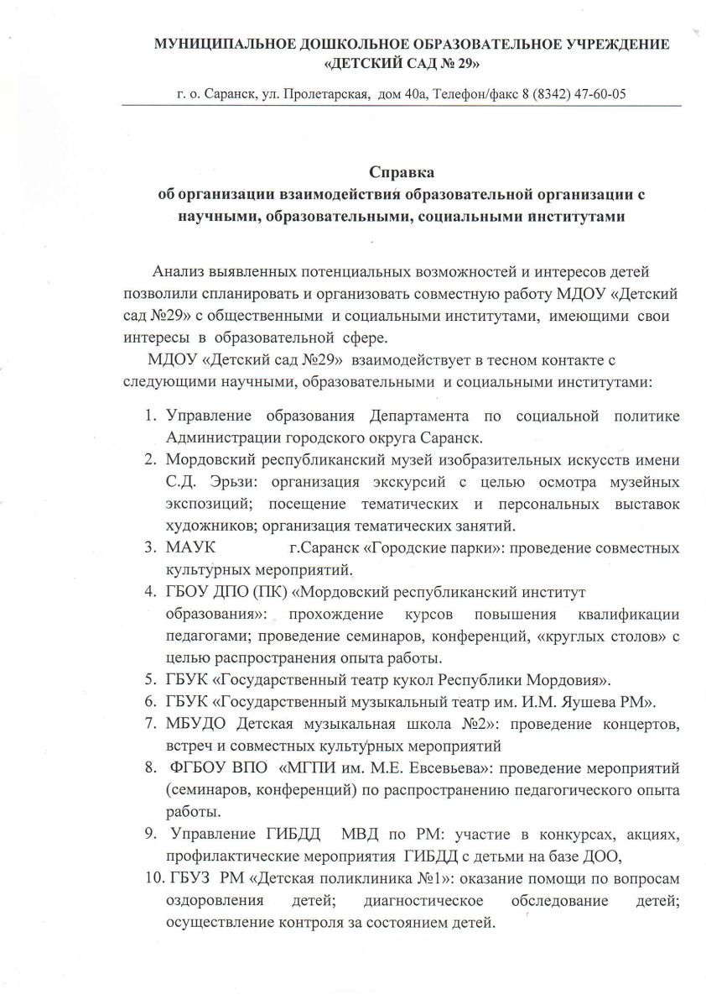 МУНИЦИПАЛЬНОЕ ДОШКОЛЬНОЕ ОБРАЗОВАТЕЛЬНОЕ УЧРЕЖДЕНИЕ
«ДЕТСКИЙ САД № 29»
г. о. Саранск, ул. Пролетарская, дом 40а, Телефон/факс 8 (8342) 47-60-05
Справка
об организации взаимодействия образовательной организации с
научными, образовательными, социальными институтами
Анализ выявленных потенциальных возможностей и интересов детей
позволили спланировать и организовать совместную работу МДОУ «Детский
сад №29» с общественными и социальными институтами, имеющими свои
интересы в образовательной сфере.
МДОУ «Детский сад №29» взаимодействует в тесном контакте с
следующими научными, образовательными и социальными институтами:
1. Управление образования Департамента по социальной политике
Администрации городского округа Саранск.
2. Мордовский республиканский музей изобразительных искусств имени
С.Д. Эрьзи: организация экскурсий с целью осмотра музейных
экспозиций; посещение тематических и персональных выставок
художников; организация тематических занятий.
3. МАУК г.Саранск «Городские парки»: проведение совместных
культурных мероприятий.
4. ГБОУ ДПО (ПК) «Мордовский республиканский институт
образования»: прохождение курсов повышения квалификации
педагогами; проведение семинаров, конференций, «круглых столов» с
целью распространения опыта работы.
5. ГБУК «Государственный театр кукол Республики Мордовия».
6. ГБУК «Государственный музыкальный театр им. И.М. Яушева РМ».
7. МБУДО Детская музыкальная школа №2»: проведение концертов,
встреч и совместных культурных мероприятий
8. ФГБОУ ВПО «МГПИ им. М.Е. Евсевьева»: проведение мероприятий
(семинаров, конференций) по распространению педагогического опыта
работы.
9. Управление ГИБДД МВД по РМ: участие в конкурсах, акциях,
профилактические мероприятия ГИБДД с детьми на базе ДОО,
10. ГБУЗ РМ «Детская поликлиника №1»: оказание помощи по вопросам
оздоровления детей; диагностическое обследование детей;
осуществление контроля за состоянием детей.